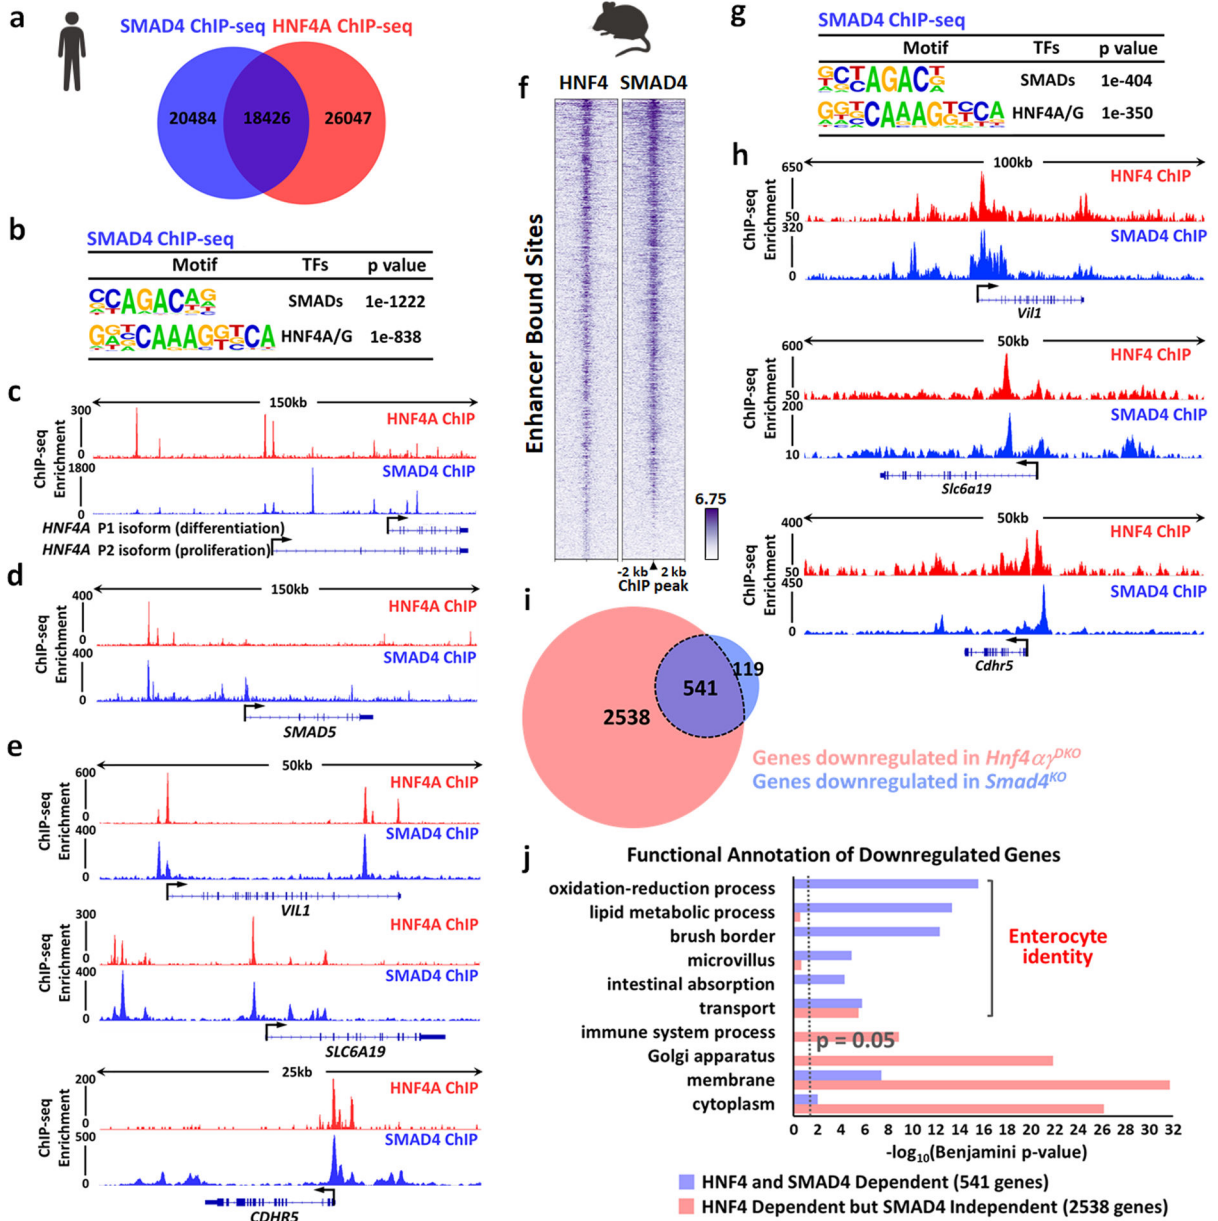 a
SMAD4 ChIP-seq HNF4A ChIP-seq
20484 18426 26047
b
SMAD4 ChIP-seq
Motif TFs p value
SMADs 1e-1222
HNF4A/G 1e-838
c
150kb
300
0
HNF4A ChIP
ChIP-seq Enrichment
1800
0
SMAD4 ChIP
HNF4A P1 isoform (differentiation)
HNF4A P2 isoform (proliferation)
d
150kb
400
0
HNF4A ChIP
ChIP-seq Enrichment
400
0
SMAD4 ChIP
SMAD5
e
50kb
600
0
HNF4A ChIP
ChIP-seq Enrichment
400
0
SMAD4 ChIP
VIL1
300
0
HNF4A ChIP
ChIP-seq Enrichment
400
0
SMAD4 ChIP
SLC6A19
25kb
200
0
HNF4A ChIP
ChIP-seq Enrichment
500
0
SMAD4 ChIP
CDHR5
f
HNF4 SMAD4
Enhancer Bound Sites
6.75
-2 kb 2 kb
ChIP peak
g
SMAD4 ChIP-seq
Motif TFs p value
SMADs 1e-404
HNF4A/G 1e-350
h
100kb
650
50
HNF4 ChIP
ChIP-seq Enrichment
320
0
SMAD4 ChIP
Vil1
50kb
600
50
HNF4 ChIP
ChIP-seq Enrichment
200
10
SMAD4 ChIP
Slc6a19
50kb
400
50
HNF4 ChIP
ChIP-seq Enrichment
450
0
SMAD4 ChIP
Cdhr5
i
2538 541 119
Genes downregulated in Hnf4αγDKO
Genes downregulated in Smad4KO
j
Functional Annotation of Downregulated Genes
oxidation-reduction process
lipid metabolic process
brush border
microvillus
intestinal absorption
transport
immune system process
Golgi apparatus
membrane
cytoplasm
Enterocyte
identity
p = 0.05
0 2 4 6 8 10 12 14 16 18 20 22 24 26 28 30 32
-log10(Benjamini p-value)
HNF4 and SMAD4 Dependent (541 genes)
HNF4 Dependent but SMAD4 Independent (2538 genes)